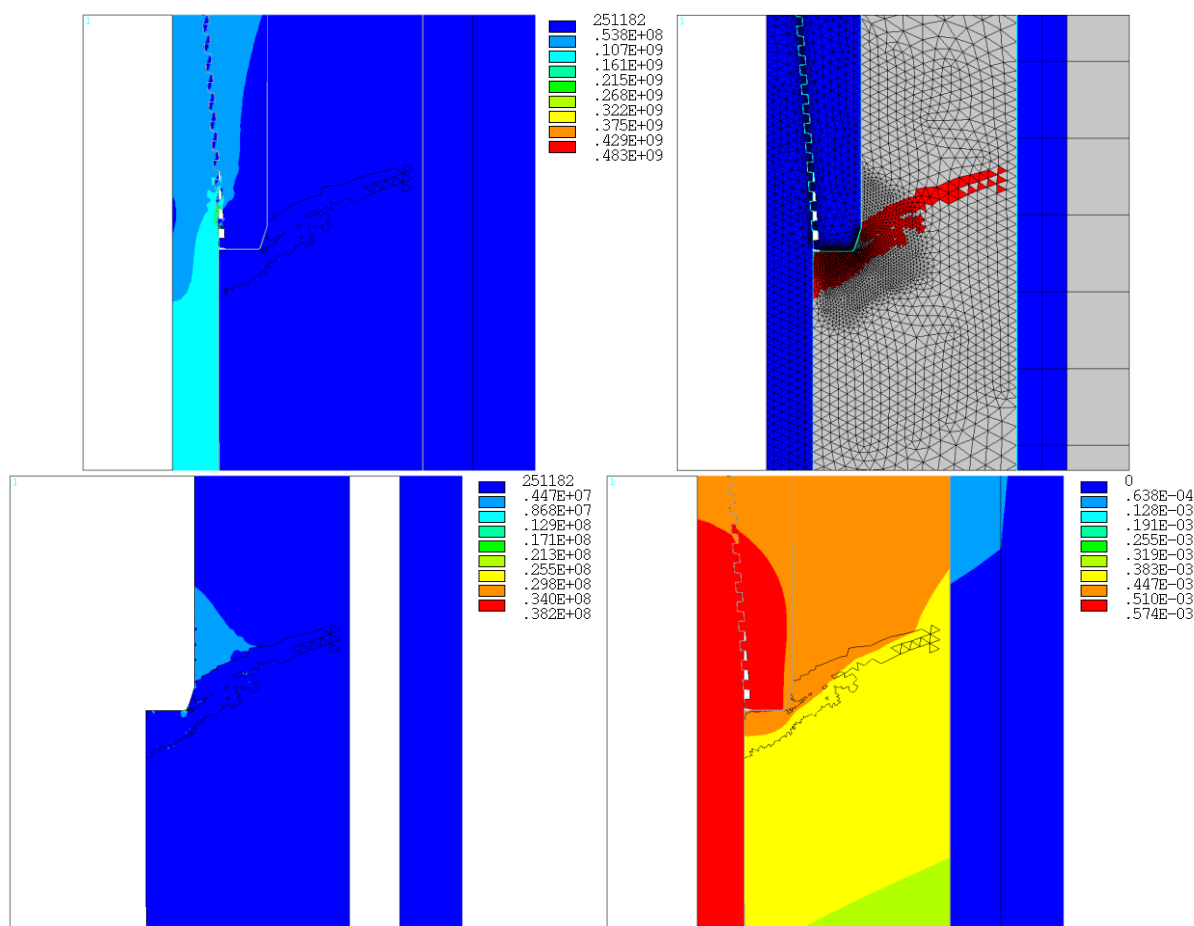 1
251182
.538E+08
.107E+09
.161E+09
.215E+09
.268E+09
.322E+09
.375E+09
.429E+09
.483E+09
1
1
251182
.447E+07
.868E+07
.129E+08
.171E+08
.213E+08
.255E+08
.298E+08
.340E+08
.382E+08
1
0
.638E-04
.128E-03
.191E-03
.255E-03
.319E-03
.383E-03
.447E-03
.510E-03
.574E-03